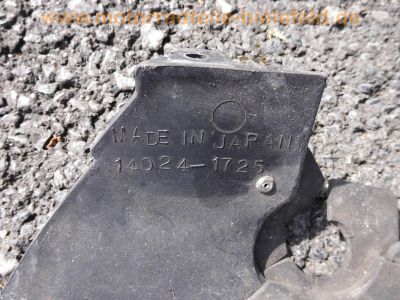 www.motorradteile-bielefeld.de
MADE IN JAPAN
14024-1725